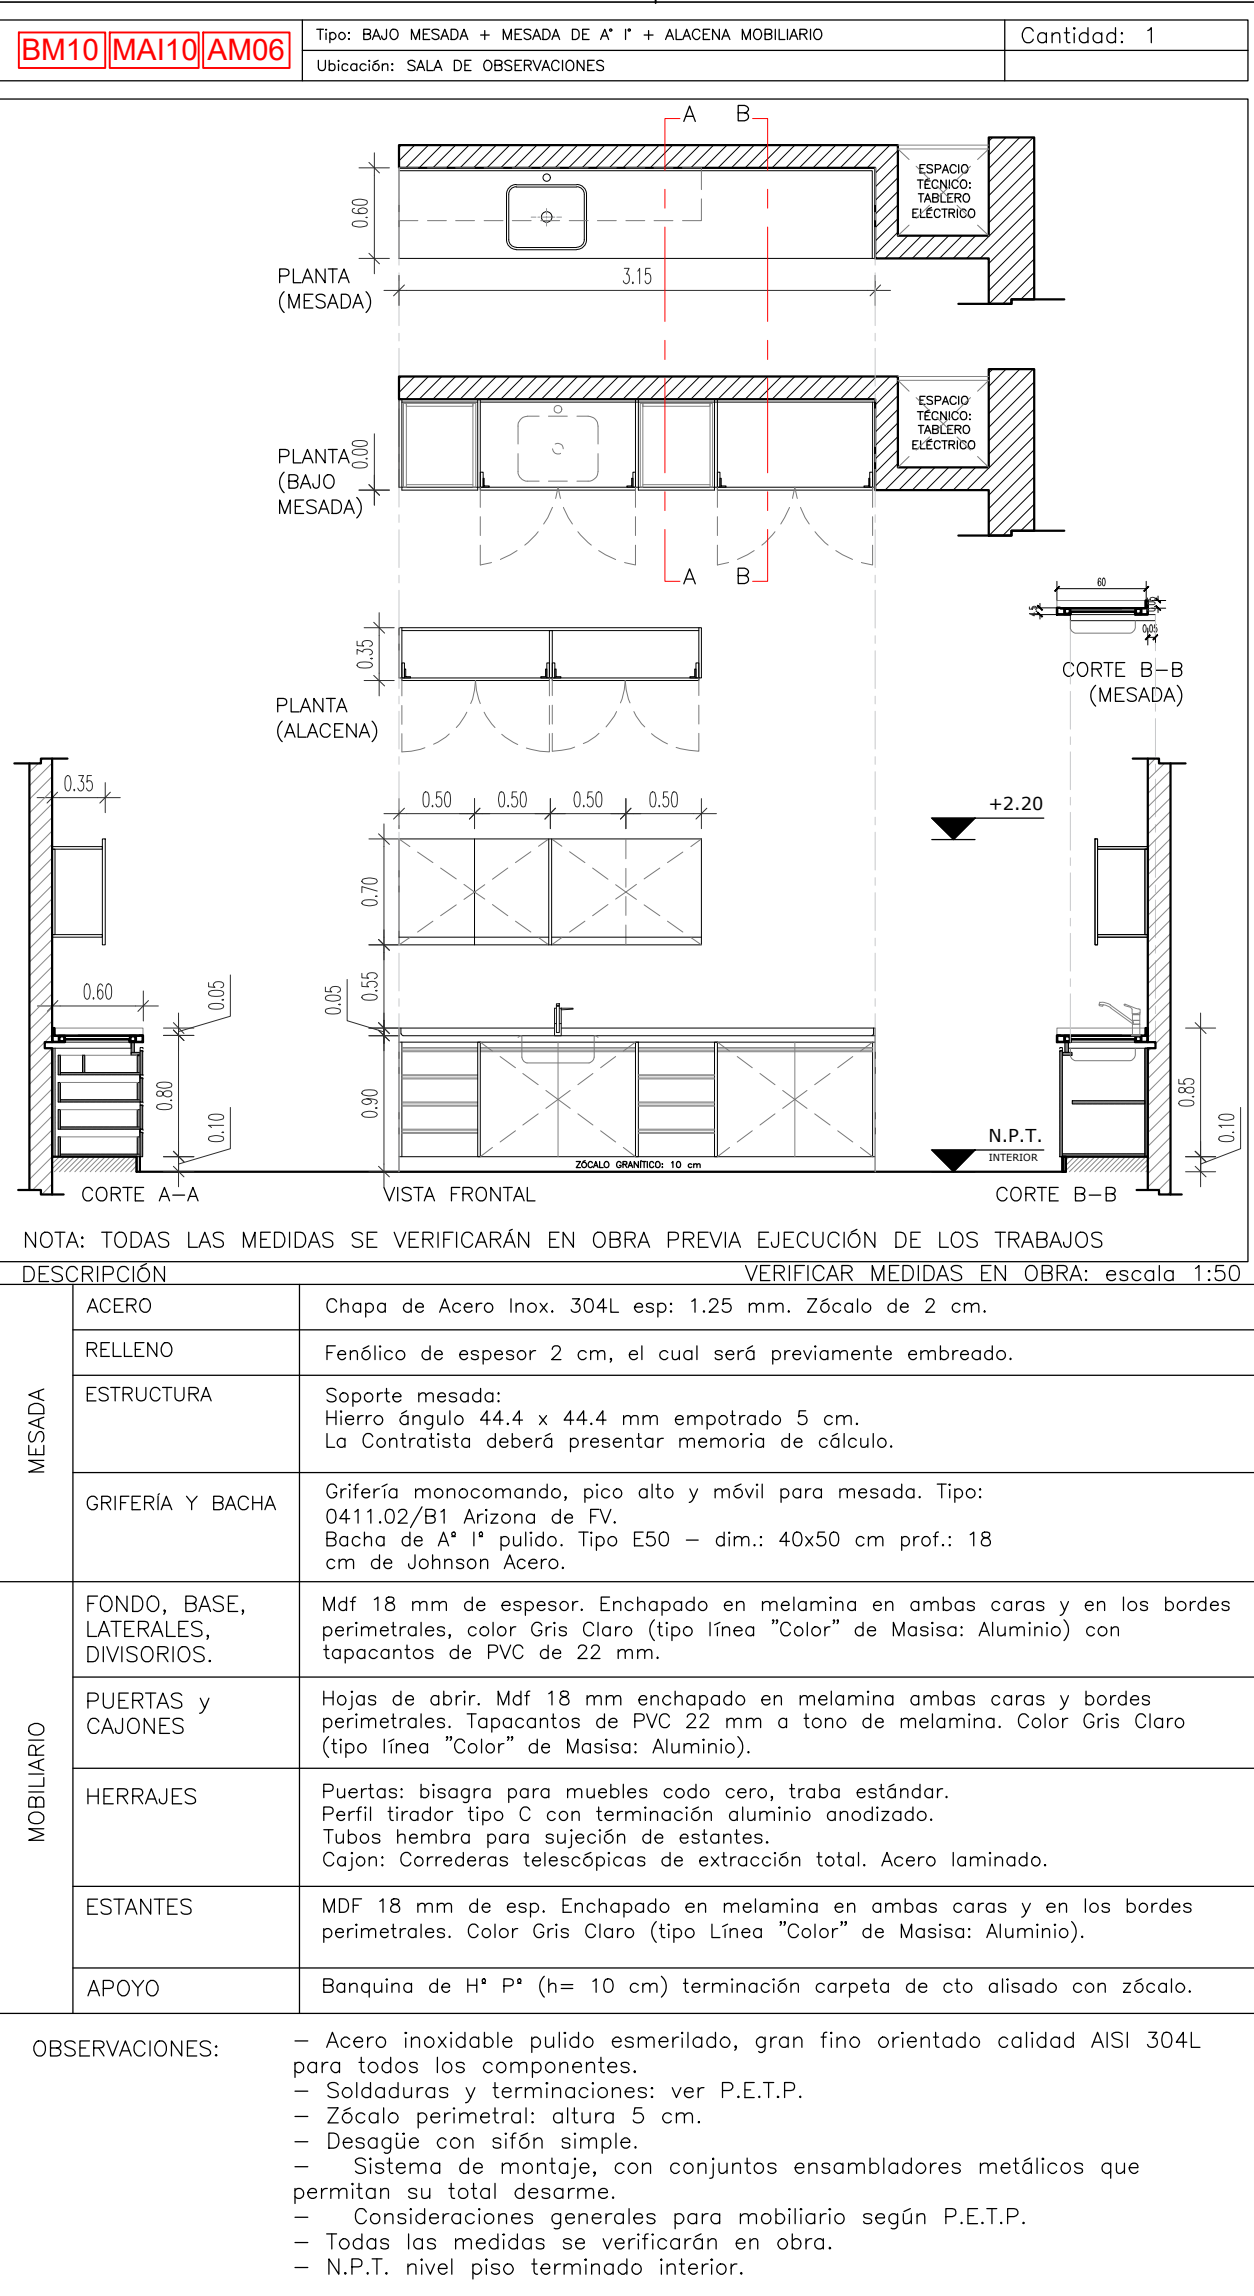 BM10 MAI10 AM06
Tipo: BAJO MESADA + MESADA DE A° I° + ALACENA MOBILIARIO
Cantidad: 1
Ubicación: SALA DE OBSERVACIONES
A B
ESPACIO
TÉCNICO:
TABLERO
ELÉCTRICO
0.60
PLANTA
(MESADA)
3.15
ESPACIO
TÉCNICO:
TABLERO
ELÉCTRICO
0.00
PLANTA
(BAJO
MESADA)
A B
60
0.05
CORTE B-B
(MESADA)
0.35
PLANTA
(ALACENA)
0.35
0.50 0.50 0.50 0.50
+2.20
0.70
0.60
0.05
0.05
0.55
0.80
0.10
0.90
0.85
0.10
N.P.T.
INTERIOR
ZÓCALO GRANÍTICO: 10 cm
CORTE A-A
VISTA FRONTAL
CORTE B-B
NOTA: TODAS LAS MEDIDAS SE VERIFICARÁN EN OBRA PREVIA EJECUCIÓN DE LOS TRABAJOS
DESCRIPCIÓN
VERIFICAR MEDIDAS EN OBRA: escala 1:50
MESADA
ACERO
Chapa de Acero Inox. 304L esp: 1.25 mm. Zócalo de 2 cm.
RELLENO
Fenólico de espesor 2 cm, el cual será previamente embreado.
ESTRUCTURA
Soporte mesada:
Hierro ángulo 44.4 x 44.4 mm empotrado 5 cm.
La Contratista deberá presentar memoria de cálculo.
GRIFERÍA Y BACHA
Grifería monocomando, pico alto y móvil para mesada. Tipo:
0411.02/B1 Arizona de FV.
Bacha de Aª Iª pulido. Tipo E50 – dim.: 40x50 cm prof.: 18
cm de Johnson Acero.
MOBILIARIO
FONDO, BASE,
LATERALES,
DIVISORIOS.
Mdf 18 mm de espesor. Enchapado en melamina en ambas caras y en los bordes
perimetrales, color Gris Claro (tipo línea "Color" de Masisa: Aluminio) con
tapacantos de PVC de 22 mm.
PUERTAS y
CAJONES
Hojas de abrir. Mdf 18 mm enchapado en melamina ambas caras y bordes
perimetrales. Tapacantos de PVC 22 mm a tono de melamina. Color Gris Claro
(tipo línea "Color" de Masisa: Aluminio).
HERRAJES
Puertas: bisagra para muebles codo cero, traba estándar.
Perfil tirador tipo C con terminación aluminio anodizado.
Tubos hembra para sujeción de estantes.
Cajon: Correderas telescópicas de extracción total. Acero laminado.
ESTANTES
MDF 18 mm de esp. Enchapado en melamina en ambas caras y en los bordes
perimetrales. Color Gris Claro (tipo Línea "Color" de Masisa: Aluminio).
APOYO
Banquina de Hª Pª (h= 10 cm) terminación carpeta de cto alisado con zócalo.
OBSERVACIONES:
– Acero inoxidable pulido esmerilado, gran fino orientado calidad AISI 304L
para todos los componentes.
– Soldaduras y terminaciones: ver P.E.T.P.
– Zócalo perimetral: altura 5 cm.
– Desagüe con sifón simple.
– Sistema de montaje, con conjuntos ensambladores metálicos que
permitan su total desarme.
– Consideraciones generales para mobiliario según P.E.T.P.
– Todas las medidas se verificarán en obra.
– N.P.T. nivel piso terminado interior.